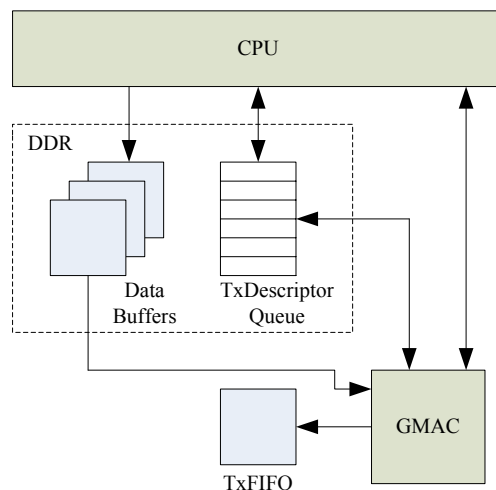 CPU
DDR
Data
Buffers
TxDescriptor
Queue
GMAC
TxFIFO